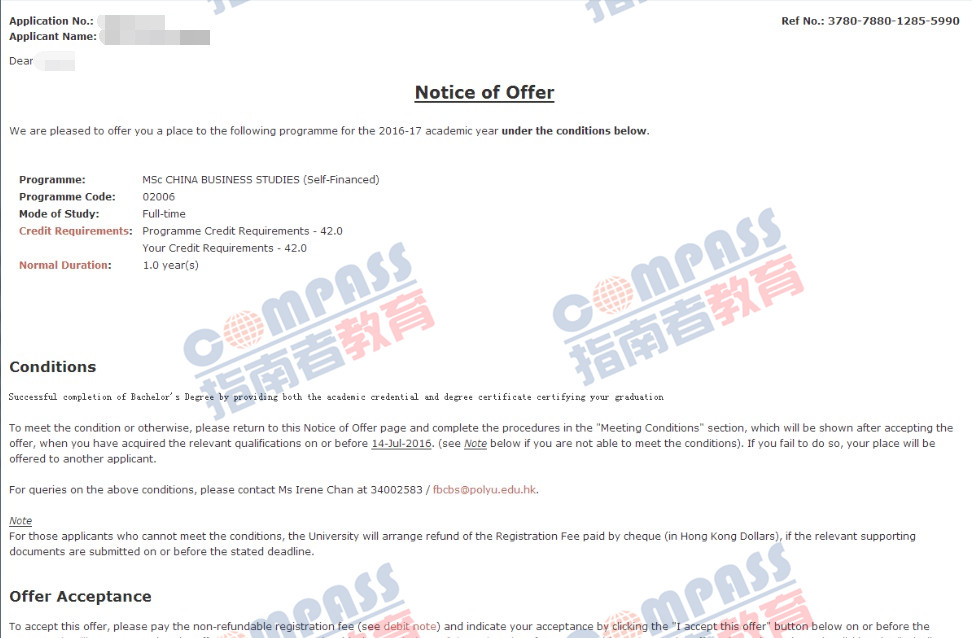 Application No.:
Ref No.: 3780-7880-1285-5990
Applicant Name:
Dear
Notice of Offer
We are pleased to offer you a place to the following programme for the 2016-17 academic year under the conditions below.
Programme: MSc CHINA BUSINESS STUDIES (Self-Financed)
Programme Code: 02006
Mode of Study: Full-time
Credit Requirements: Programme Credit Requirements - 42.0
Your Credit Requirements - 42.0
Normal Duration: 1.0 year(s)
COMPASS
指南者教育
COMPASS
指南者教育
Conditions
Successful completion of Bachelor's Degree by providing both the academic credential and degree certificate certifying your graduation
To meet the condition or otherwise, please return to this Notice of Offer page and complete the procedures in the "Meeting Conditions" section, which will be shown after accepting the
offer, when you have acquired the relevant qualifications on or before 14-Jul-2016. (see Note below if you are not able to meet the conditions). If you fail to do so, your place will be
offered to another applicant.
For queries on the above conditions, please contact Ms Irene Chan at 34002583 / fbcbs@polyu.edu.hk.
Note
For those applicants who cannot meet the conditions, the University will arrange refund of the Registration Fee paid by cheque (in Hong Kong Dollars), if the relevant supporting
documents are submitted on or before the stated deadline.
COMPASS
COMPASS
Offer Acceptance
To accept this offer, please pay the non-refundable registration fee (see debit note) and indicate your acceptance by clicking the "I accept this offer" button below on or before the